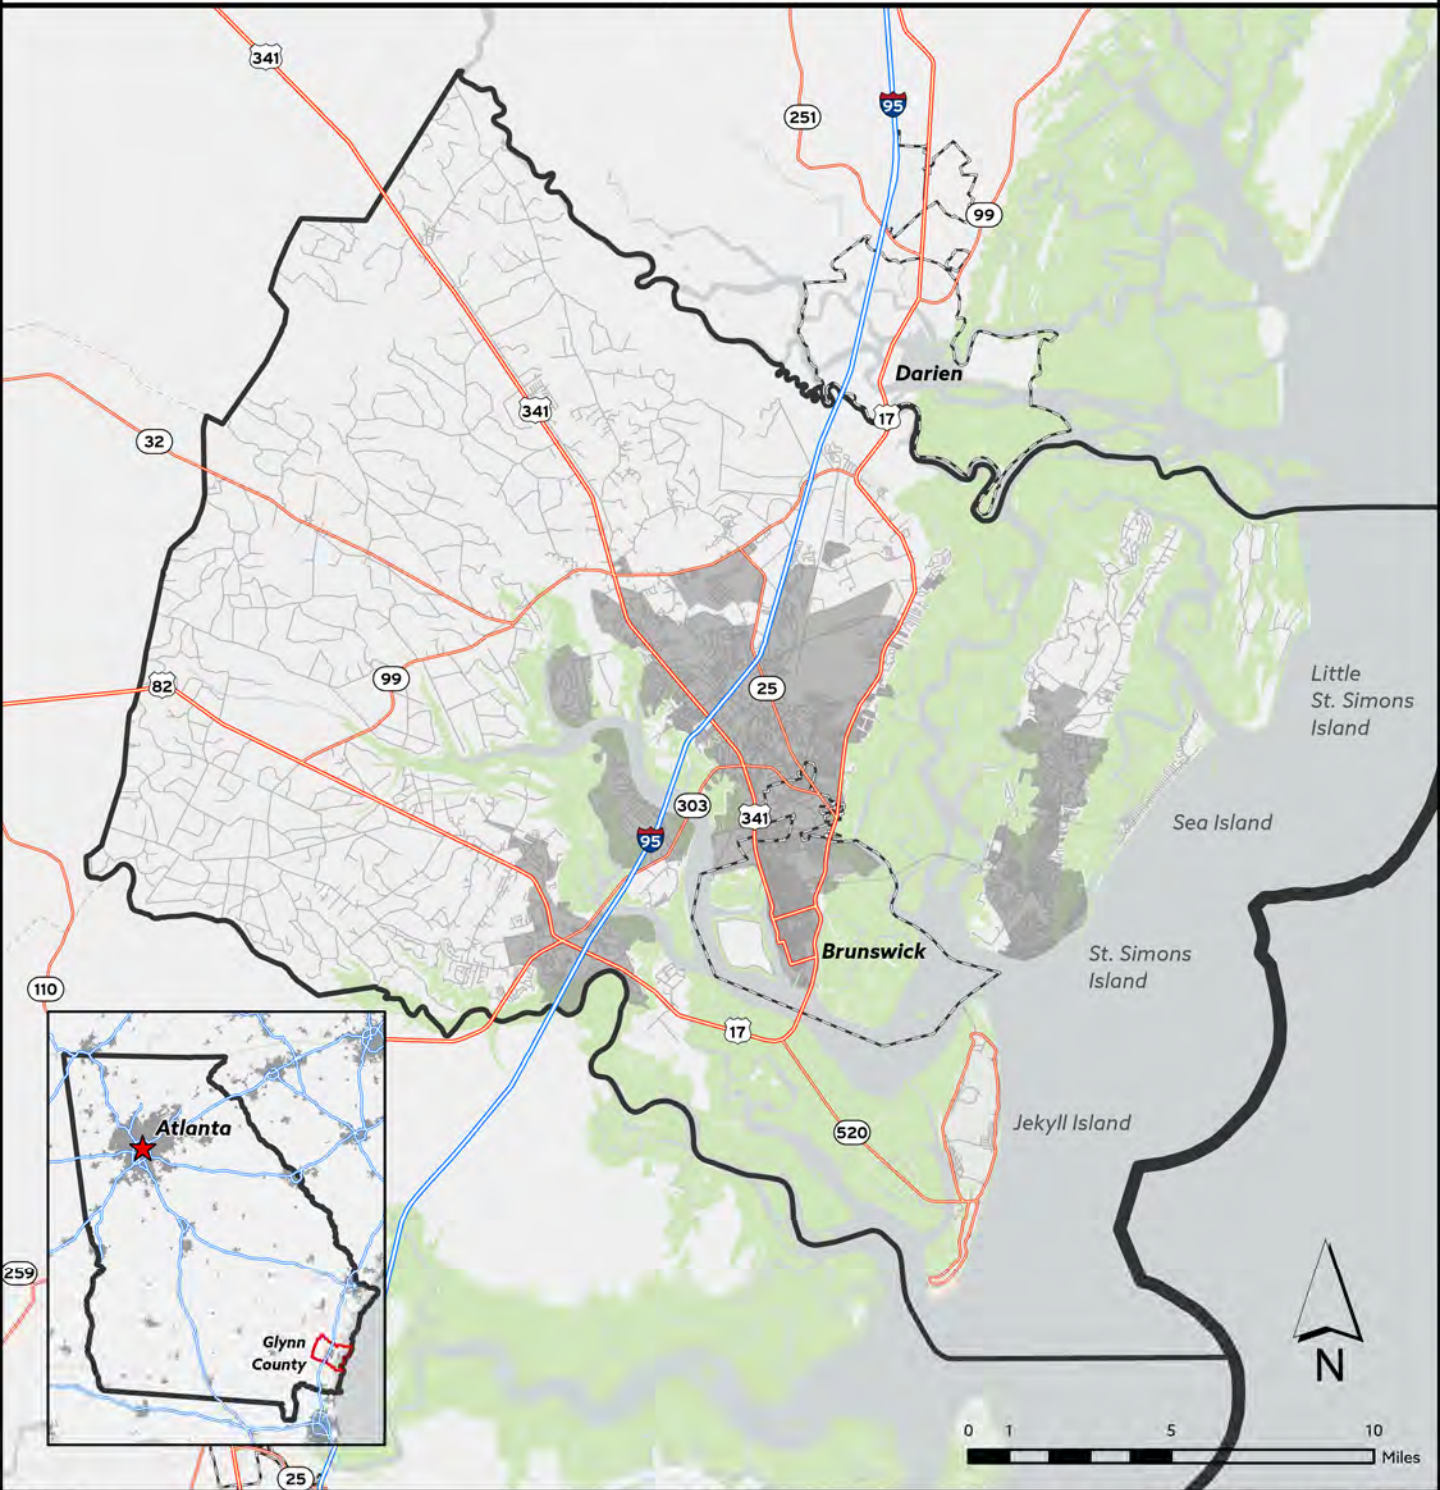 341
95
251
99
Darien
17
341
32
Little
St. Simons
Island
82
99
25
303
341
95
Sea Island
Brunswick
St. Simons
Island
110
17
Atlanta
Jekyll Island
520
259
Glynn
County
N
0 1 5 10
Miles
25